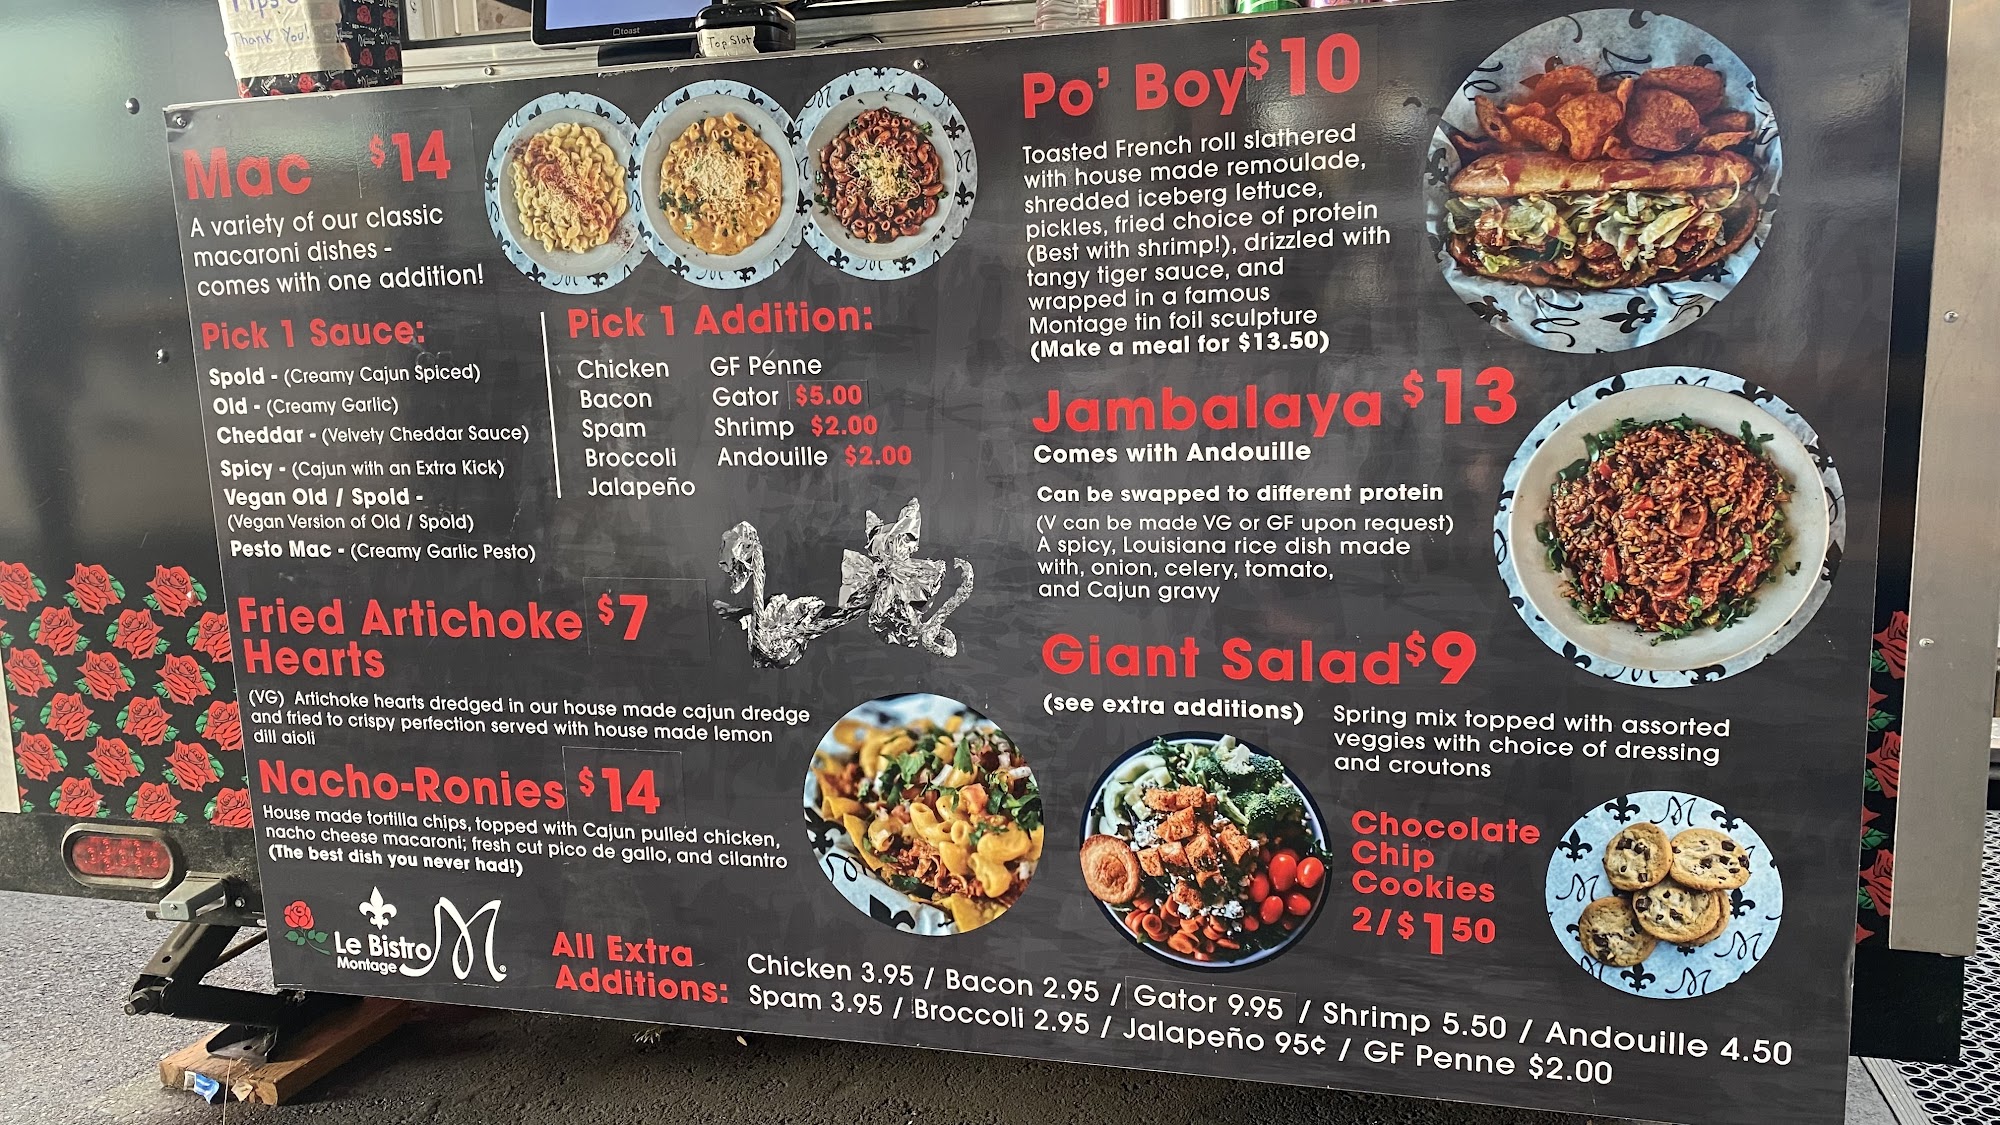 Tips
Thank You!
toast
Top Slot
Mac $14
A variety of our classic
macaroni dishes -
comes with one addition!
Pick 1 Sauce:
Spold - (Creamy Cajun Spiced)
Old - (Creamy Garlic)
Cheddar - (Velvety Cheddar Sauce)
Spicy - (Cajun with an Extra Kick)
Vegan Old / Spold -
(Vegan Version of Old / Spold)
Pesto Mac - (Creamy Garlic Pesto)
Pick 1 Addition:
Chicken
Bacon
Spam
Broccoli
Jalapeño
GF Penne
Gator $5.00
Shrimp $2.00
Andouille $2.00
Fried Artichoke $7
Hearts
(VG) Artichoke hearts dredged in our house made cajun dredge
and fried to crispy perfection served with house made lemon
dill aioli
Nacho-Ronies $14
House made tortilla chips, topped with Cajun pulled chicken,
nacho cheese macaroni; fresh cut pico de gallo, and cilantro
(The best dish you never had!)
Le Bistro
Montage
M
Po' Boy $10
Toasted French roll slathered
with house made remoulade,
shredded iceberg lettuce,
pickles, fried choice of protein
(Best with shrimp!), drizzled with
tangy tiger sauce, and
wrapped in a famous
Montage tin foil sculpture
(Make a meal for $13.50)
Jambalaya $13
Comes with Andouille
Can be swapped to different protein
(V can be made VG or GF upon request)
A spicy, Louisiana rice dish made
with, onion, celery, tomato,
and Cajun gravy
Giant Salad $9
(see extra additions)
Spring mix topped with assorted
veggies with choice of dressing
and croutons
Chocolate
Chip
Cookies
2/$1 50
All Extra
Additions:
Chicken 3.95 / Bacon 2.95 / Gator 9.95 / Shrimp 5.50 / Andouille 4.50
Spam 3.95 / Broccoli 2.95 / Jalapeño 95¢ / GF Penne $2.00